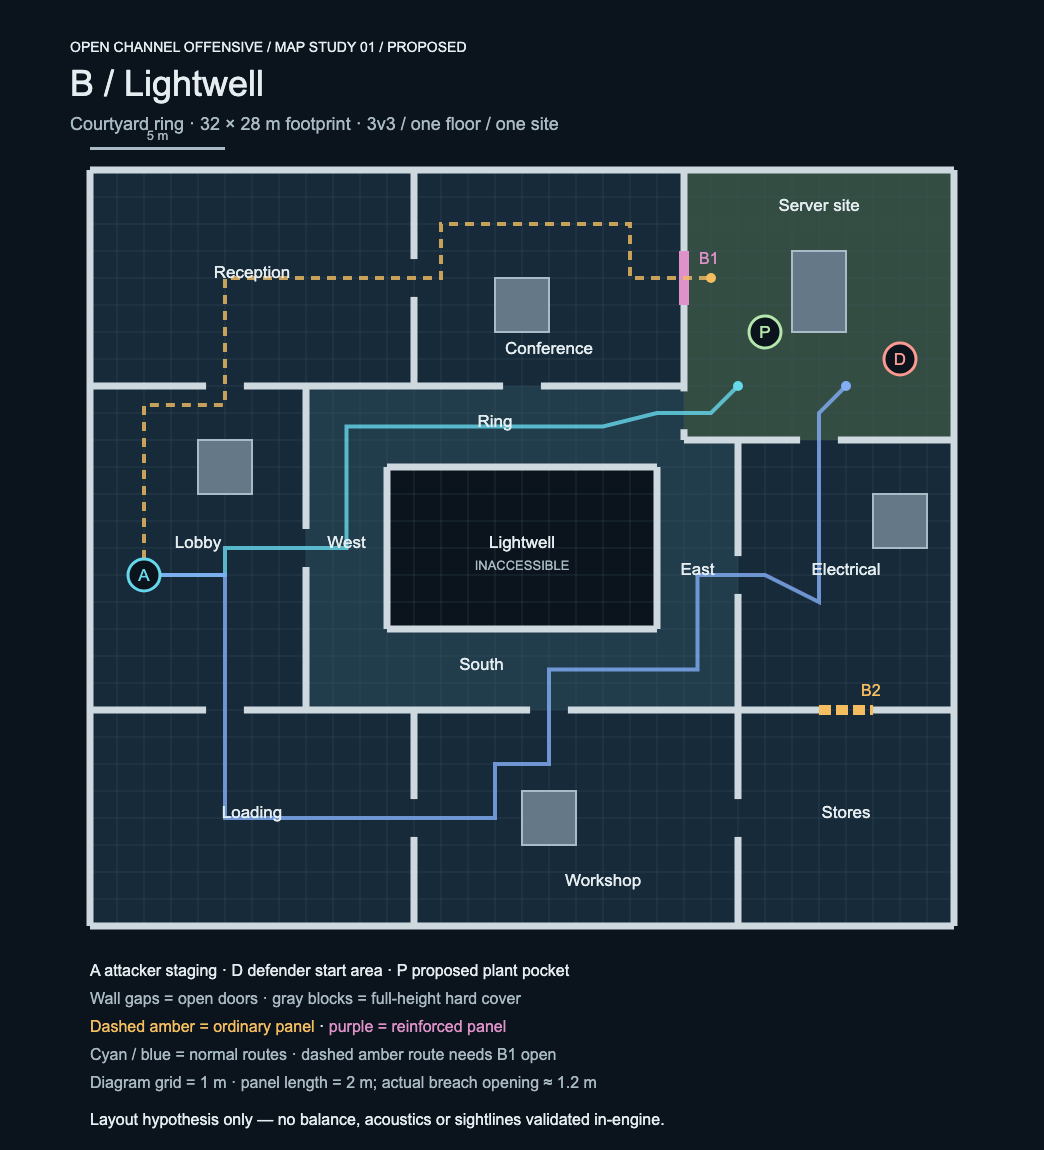 OPEN CHANNEL OFFENSIVE / MAP STUDY 01 / PROPOSED
B / Lightwell
Courtyard ring · 32 × 28 m footprint · 3v3 / one floor / one site
5 m
Server site
B1
Reception
P
Conference
D
Ring
Lobby
West
Lightwell
INACCESSIBLE
East
Electrical
A
South
B2
Loading
Stores
Workshop
A attacker staging · D defender start area · P proposed plant pocket
Wall gaps = open doors · gray blocks = full-height hard cover
Dashed amber = ordinary panel · purple = reinforced panel
Cyan / blue = normal routes · dashed amber route needs B1 open
Diagram grid = 1 m · panel length = 2 m; actual breach opening ≈ 1.2 m
Layout hypothesis only — no balance, acoustics or sightlines validated in-engine.